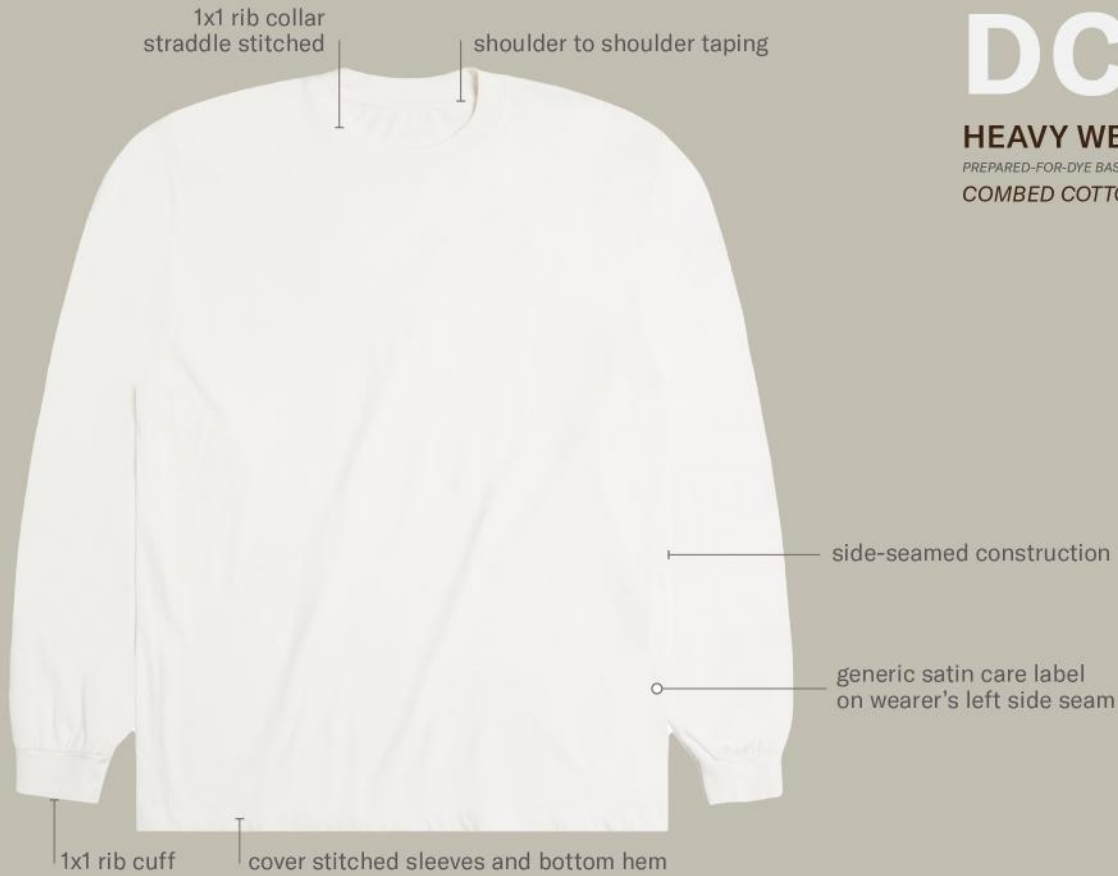 1x1 rib collar
straddle stitched
shoulder to shoulder taping
DC
HEAVY WE
PREPARED-FOR-DYE BAS
COMBED COTTO
side-seamed construction
generic satin care label
on wearer's left side seam
1x1 rib cuff
cover stitched sleeves and bottom hem